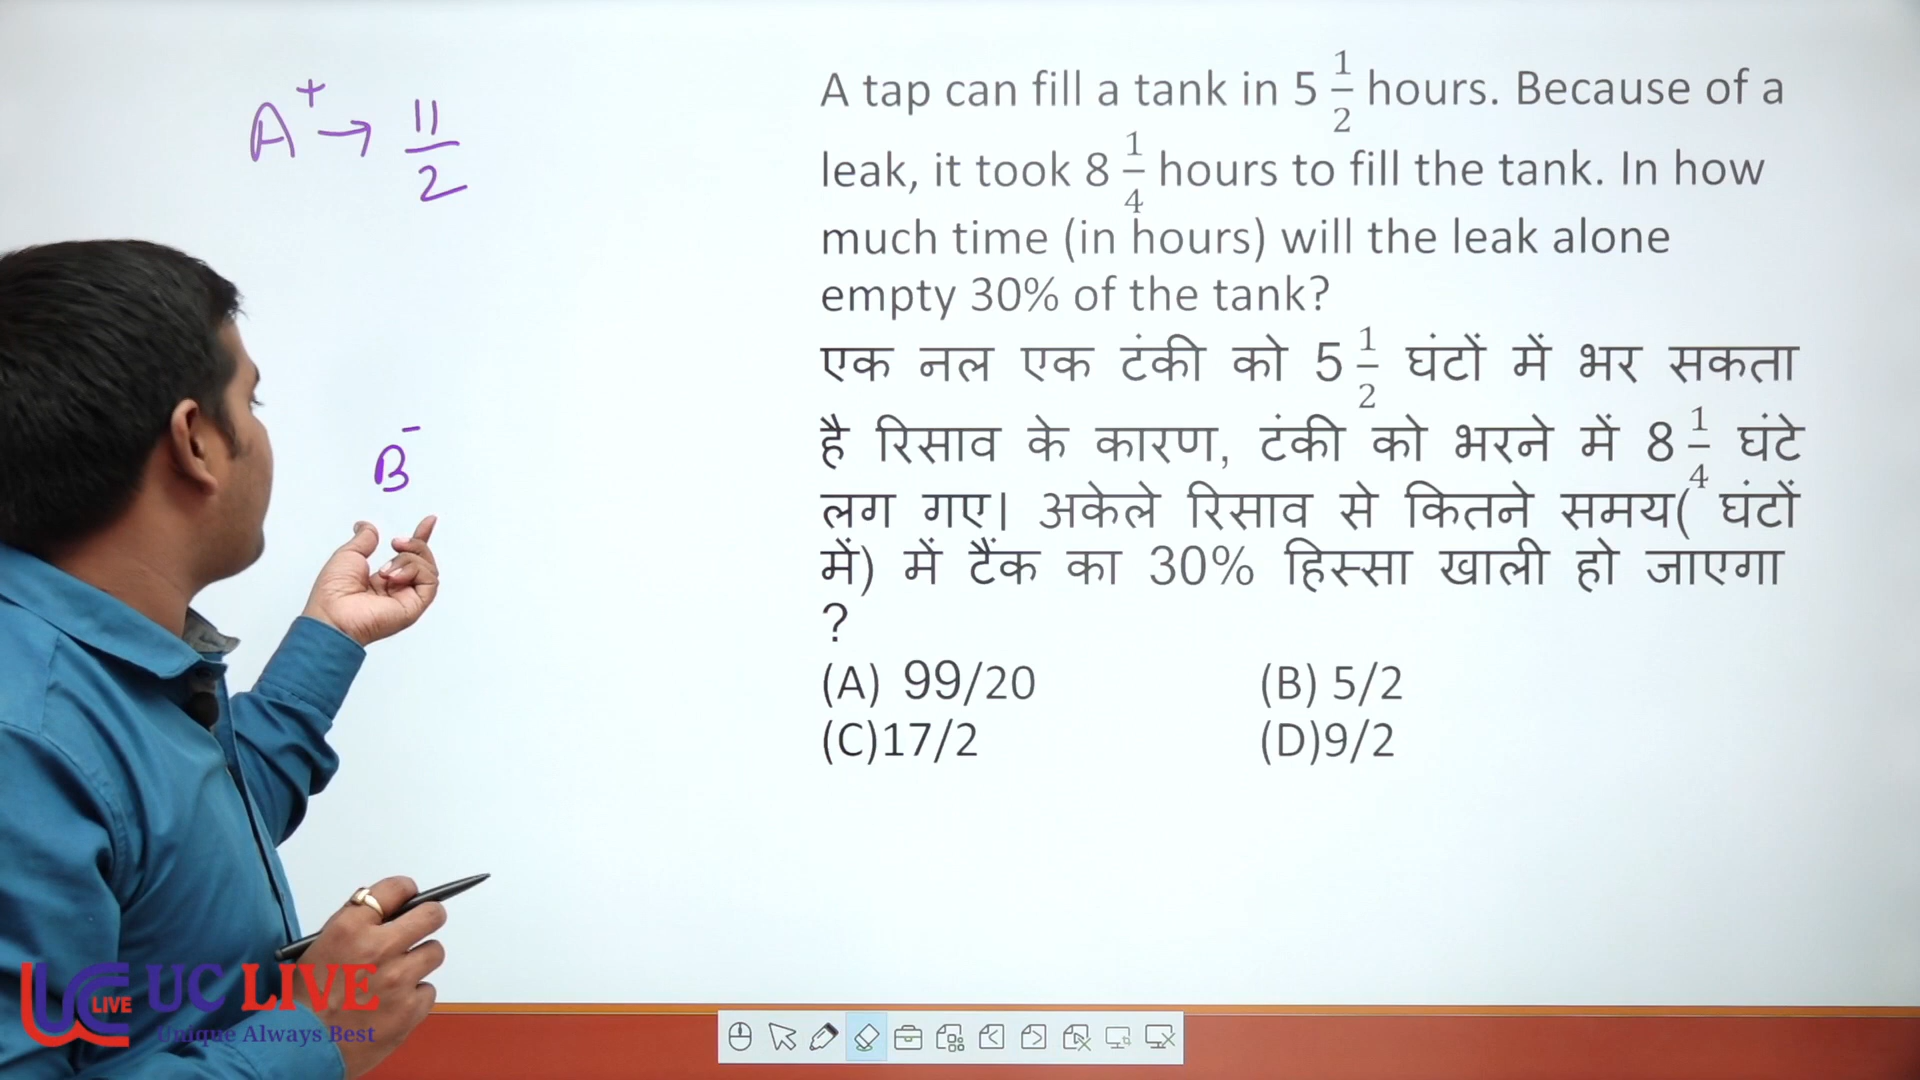 A⁺ → 11/2
B⁻
A tap can fill a tank in 5 1/2 hours. Because of a
leak, it took 8 1/4 hours to fill the tank. In how
much time (in hours) will the leak alone
empty 30% of the tank?
एक नल एक टंकी को 5 1/2 घंटों में भर सकता
है रिसाव के कारण, टंकी को भरने में 8 1/4 घंटे
लग गए। अकेले रिसाव से कितने समय( घंटों
में) में टैंक का 30% हिस्सा खाली हो जाएगा
?
(A) 99/20 (B) 5/2
(C)17/2 (D)9/2
UC LIVE UC LIVE
Unique Always Best